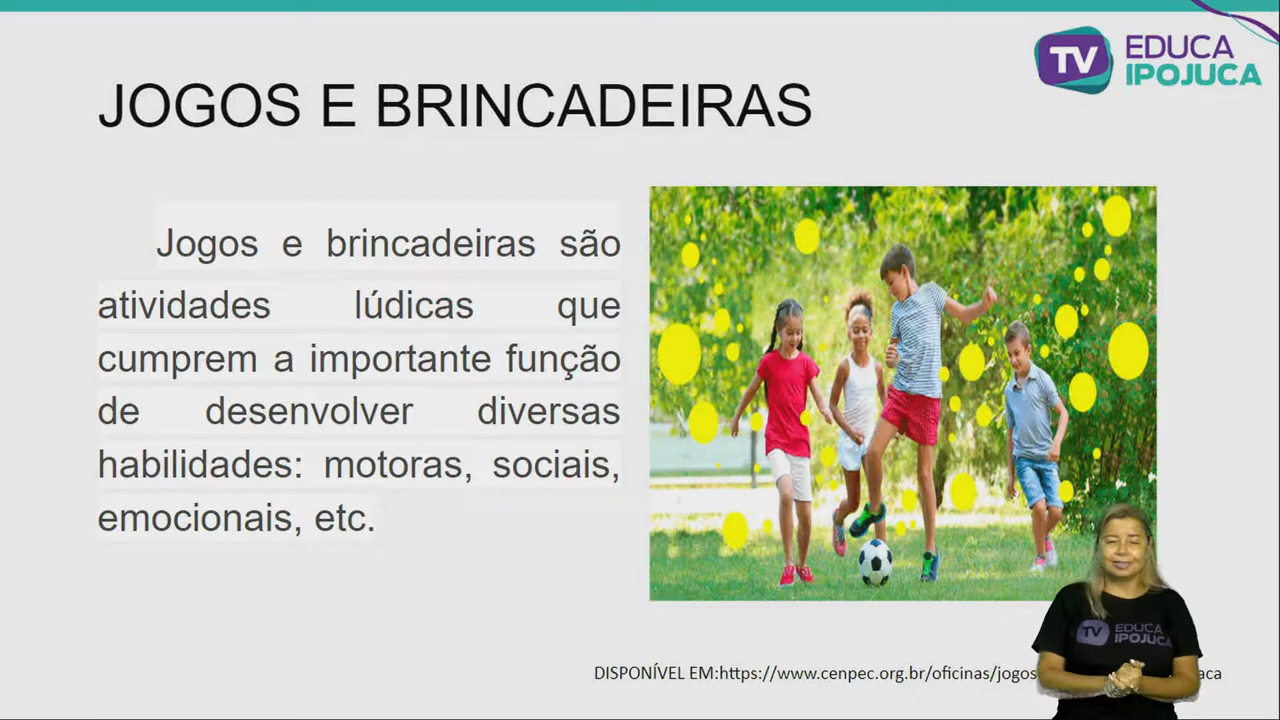 TV EDUCA
IPOJUCA
JOGOS E BRINCADEIRAS
Jogos e brincadeiras são
atividades lúdicas que
cumprem a importante função
de desenvolver diversas
habilidades: motoras, sociais,
emocionais, etc.
TV EDUCA
IPOJUCA
DISPONÍVEL EM:https://www.cenpec.org.br/oficinas/jogos